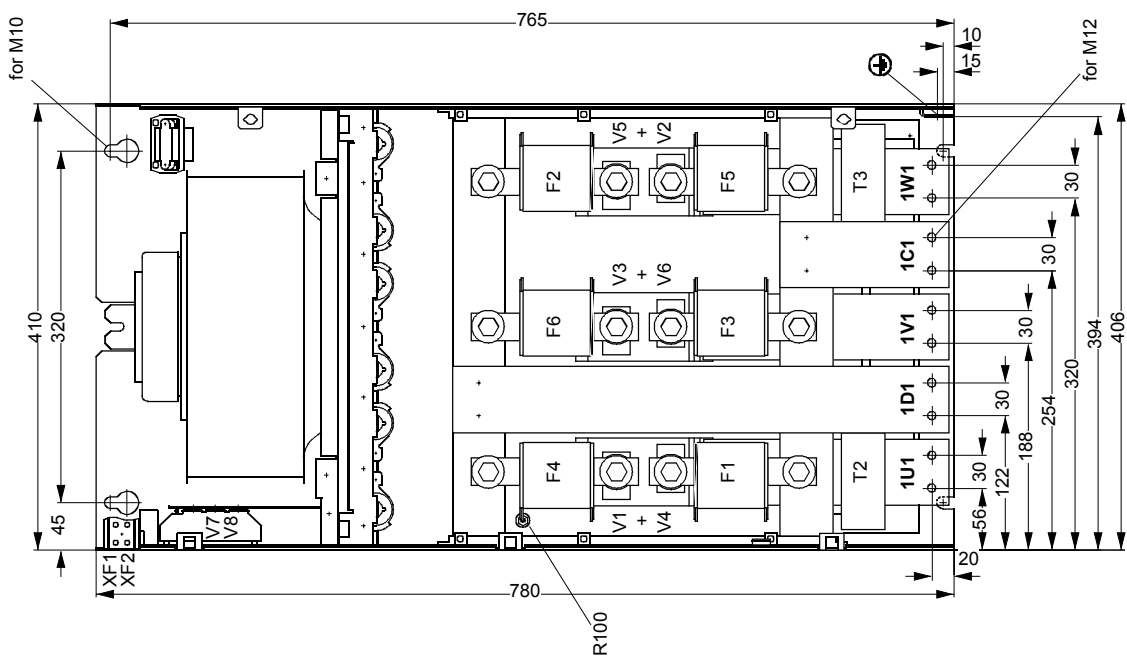 765
10
15
for M10
for M12
V5 + V2
F2
F5
T3
1W1
30
1C1
30
V3 + V6
F6
F3
1V1
30
1D1
30
F4
F1
T2
1U1
30
V1 + V4
410
320
45
56
122
188
254
320
394
406
V7
V8
XF1
XF2
20
780
R100